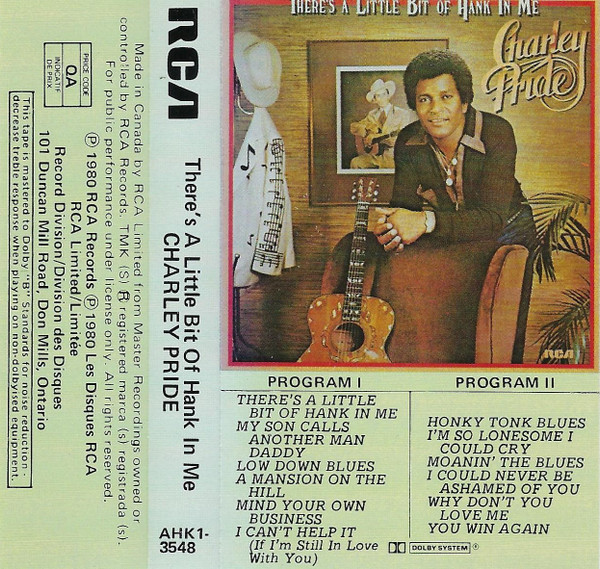 This tape is mastered to Dolby "B" Standards for noise reduction-
decrease treble response when playing on non-dolbyised equipment.
PRICE CODE
QA
INDICATIF
DE PRIX
Record Division/Division des Disques
101 Duncan Mill Road, Don Mills, Ontario
RCA Limited/Limitée
Ⓟ 1980 RCA Records Ⓟ 1980 Les Disques RCA
Made in Canada by RCA Limited from Master Recordings owned or
controlled by RCA Records. TMK (S) ® registered marca (s) registrada (s).
For public performance under license only. All rights reserved.
RCA
There's A Little Bit Of Hank In Me
CHARLEY PRIDE
AHK1-
3548
THERE'S A LITTLE BIT OF HANK IN ME
Charley
Pride
RCA
PROGRAM I
THERE'S A LITTLE
BIT OF HANK IN ME
MY SON CALLS
ANOTHER MAN
DADDY
LOW DOWN BLUES
A MANSION ON THE
HILL
MIND YOUR OWN
BUSINESS
I CAN'T HELP IT
(If I'm Still In Love
With You)
PROGRAM II
HONKY TONK BLUES
I'M SO LONESOME I
COULD CRY
MOANIN' THE BLUES
I COULD NEVER BE
ASHAMED OF YOU
WHY DON'T YOU
LOVE ME
YOU WIN AGAIN
DOLBY SYSTEM ®